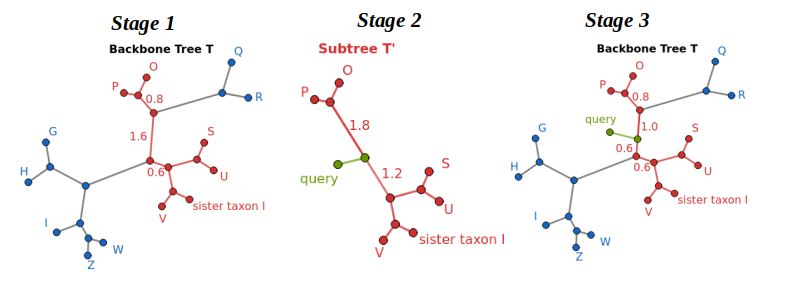 Stage 1
Stage 2
Stage 3
Backbone Tree T
Q
O
P
0.8
R
1.6
G
S
H
0.6
U
sister taxon I
V
I
W
Z
Subtree T'
O
P
1.8
query
1.2
S
U
sister taxon I
V
Backbone Tree T
Q
O
P
0.8
R
query
1.0
G
S
0.6
H
0.6
U
sister taxon I
V
I
W
Z